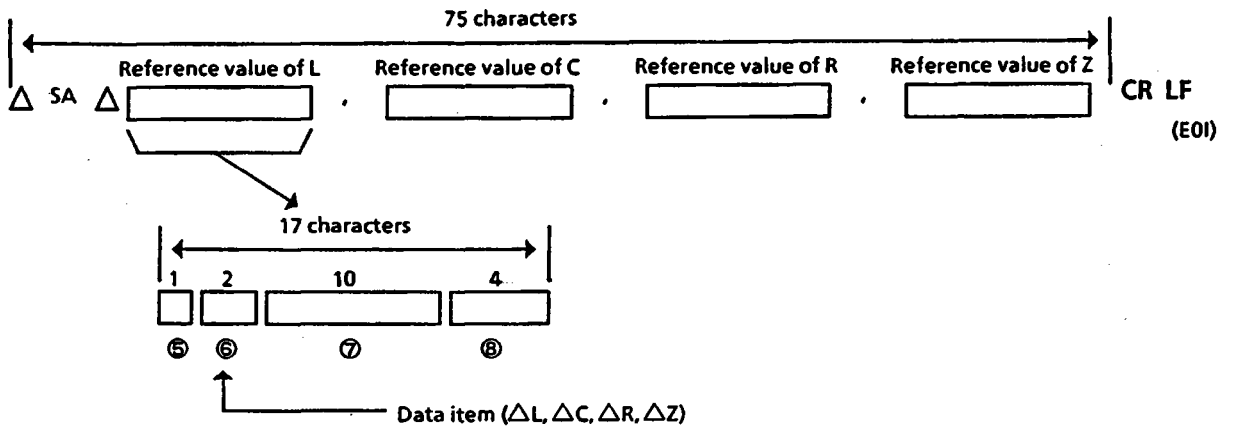 75 characters
Reference value of L Reference value of C Reference value of R Reference value of Z
△ SA △ , , , CR LF
(EOI)
17 characters
1 2 10 4
⑤ ⑥ ⑦ ⑧
Data item (△L, △C, △R, △Z)